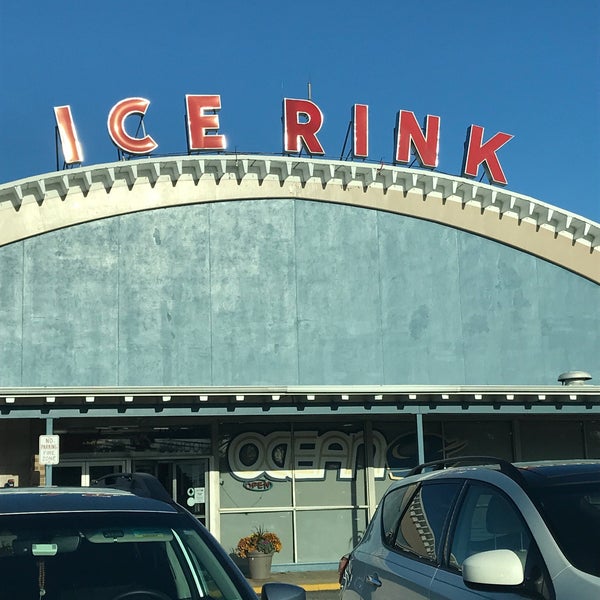 ICE RINK
OCEAN
OPEN
NO
PARKING
FIRE
ZONE